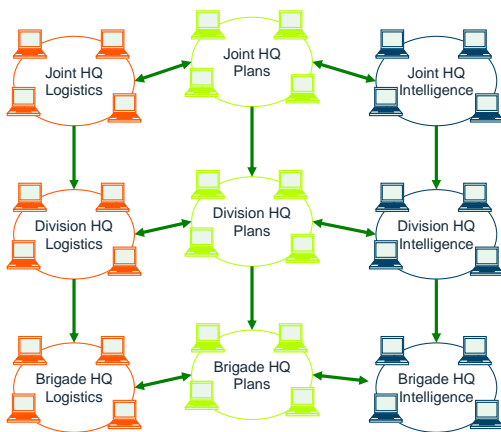 Joint HQ
Logistics
Joint HQ
Plans
Joint HQ
Intelligence
Division HQ
Logistics
Division HQ
Plans
Division HQ
Intelligence
Brigade HQ
Logistics
Brigade HQ
Plans
Brigade HQ
Intelligence